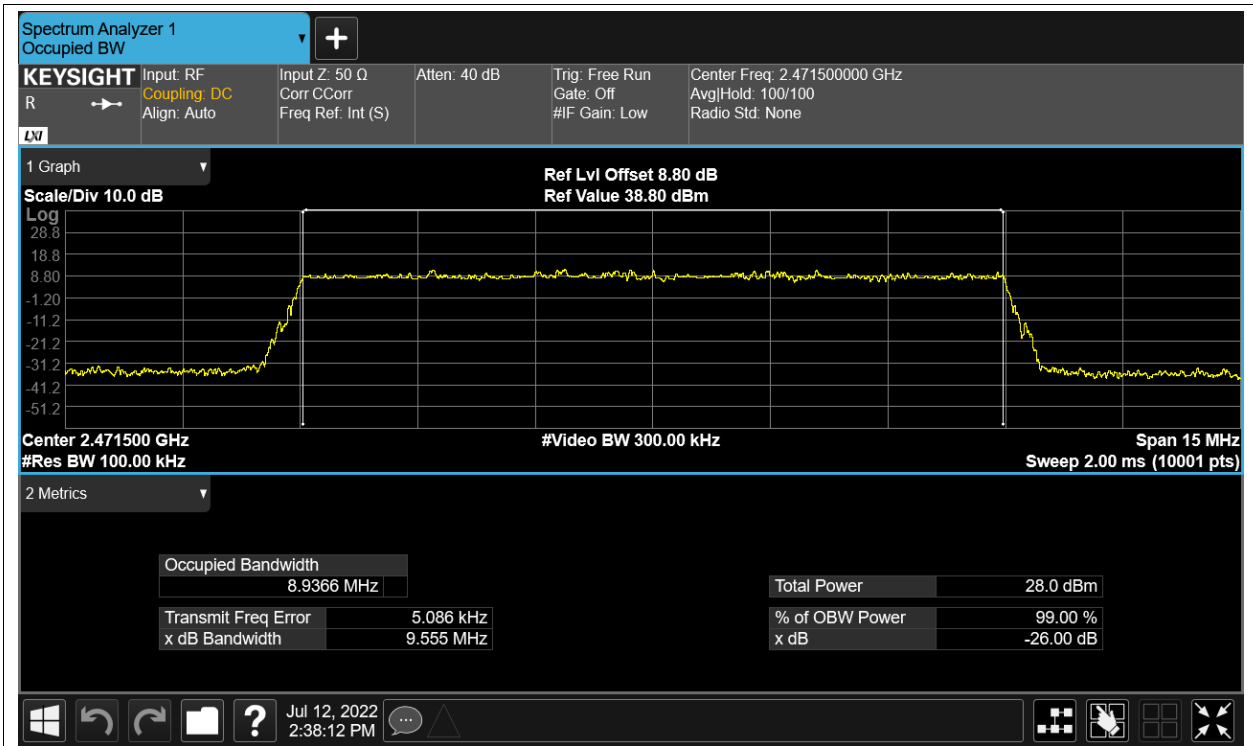 Spectrum Analyzer 1
Occupied BW
KEYSIGHT
R
LXI
Input: RF
Coupling: DC
Align: Auto
Input Z: 50 Ω
Corr CCorr
Freq Ref: Int (S)
Atten: 40 dB
Trig: Free Run
Gate: Off
#IF Gain: Low
Center Freq: 2.471500000 GHz
Avg|Hold: 100/100
Radio Std: None
1 Graph
Scale/Div 10.0 dB
Ref Lvl Offset 8.80 dB
Ref Value 38.80 dBm
Log
28.8
18.8
8.80
-1.20
-11.2
-21.2
-31.2
-41.2
-51.2
Center 2.471500 GHz
#Res BW 100.00 kHz
#Video BW 300.00 kHz
Span 15 MHz
Sweep 2.00 ms (10001 pts)
2 Metrics
Occupied Bandwidth
8.9366 MHz
Total Power 28.0 dBm
Transmit Freq Error 5.086 kHz
% of OBW Power 99.00 %
x dB Bandwidth 9.555 MHz
x dB -26.00 dB
?
Jul 12, 2022
2:38:12 PM